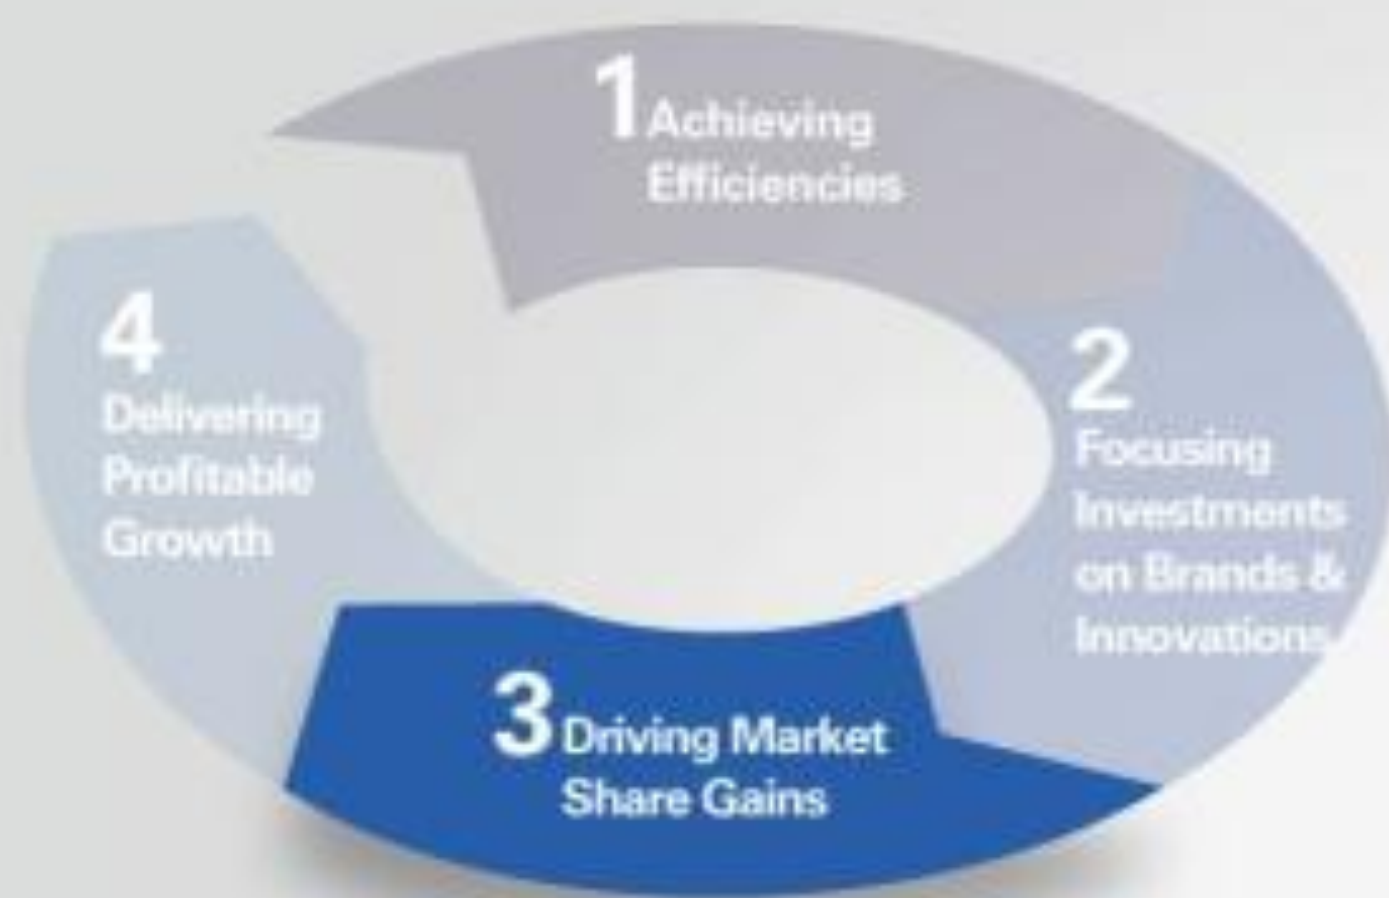 1 Achieving
Efficiencies
2
Focusing
Investments
on Brands &
Innovations
3 Driving Market
Share Gains
4
Delivering
Profitable
Growth